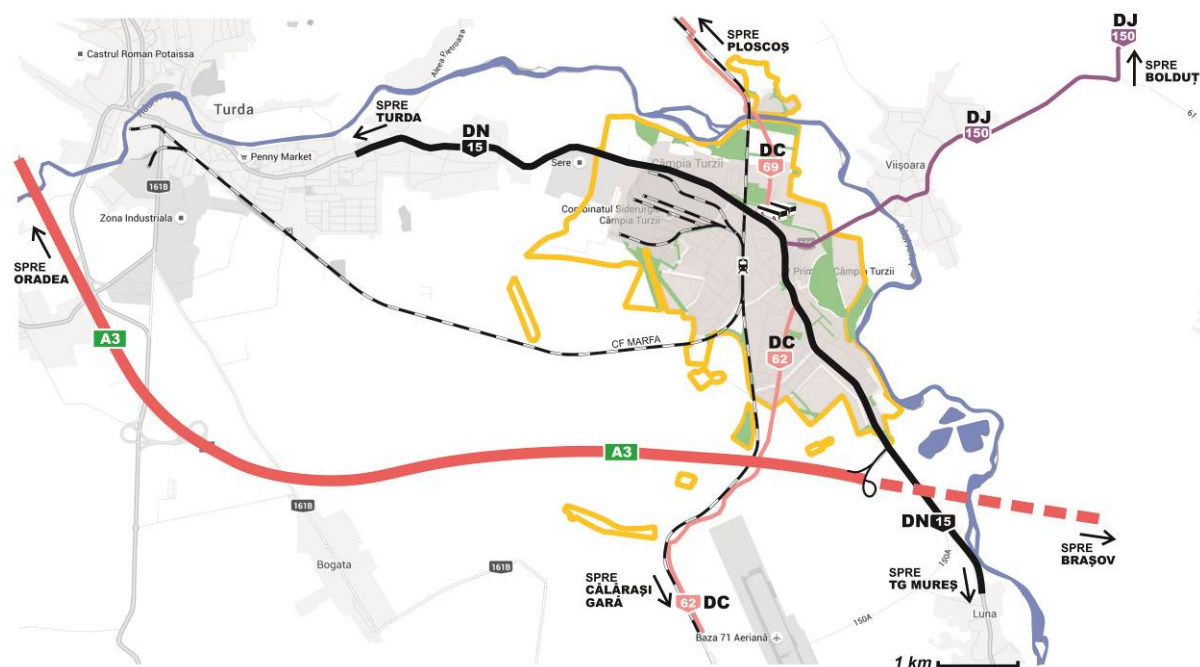 SPRE
PLOSCOȘ
DJ
150
SPRE
BOLDUȚ
Castrul Roman Potaissa
Aleea Pietroasa
Turda
SPRE
TURDA
DN
15
DJ
150
Penny Market
Sere
Câmpia Turzii
DC
69
Viișoara
161B
Combinatul Siderurgic
Câmpia Turzii
Zona Industriala
SPRE
ORADEA
Câmpia Turzii
A3
CF MARFA
DC
62
A3
161B
161B
DN 15
SPRE
BRAȘOV
Bogata
150A
SPRE
CĂLĂRAȘI
GARĂ
SPRE
TG MUREȘ
62 DC
150A
Luna
Baza 71 Aeriană
1 km